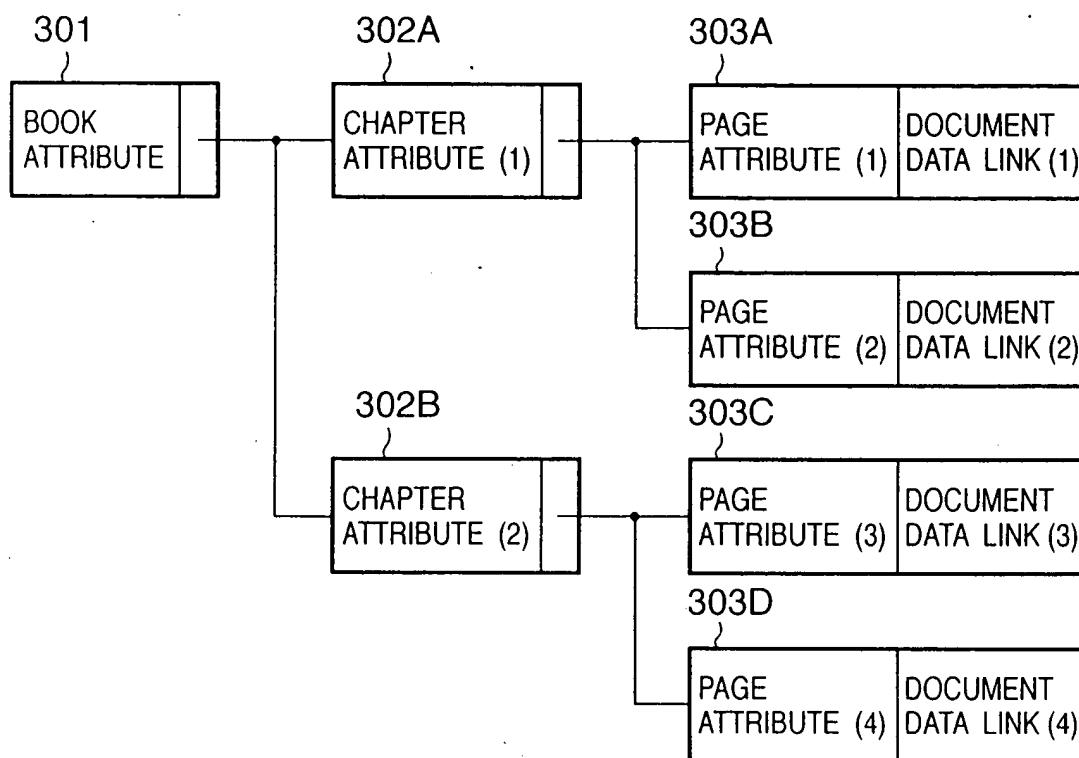 301
302A
303A
BOOK
ATTRIBUTE
CHAPTER
ATTRIBUTE (1)
PAGE
ATTRIBUTE (1)
DOCUMENT
DATA LINK (1)
303B
PAGE
ATTRIBUTE (2)
DOCUMENT
DATA LINK (2)
302B
303C
CHAPTER
ATTRIBUTE (2)
PAGE
ATTRIBUTE (3)
DOCUMENT
DATA LINK (3)
303D
PAGE
ATTRIBUTE (4)
DOCUMENT
DATA LINK (4)